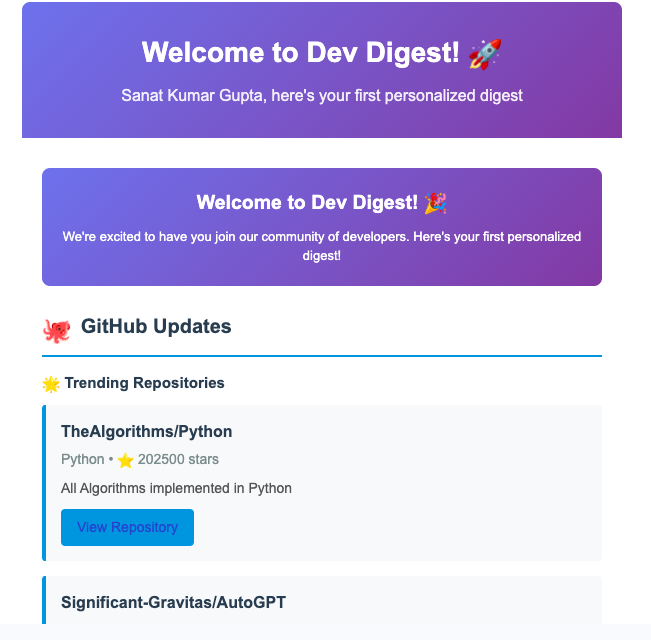 Welcome to Dev Digest! 🚀
Sanat Kumar Gupta, here's your first personalized digest
Welcome to Dev Digest! 🎉
We're excited to have you join our community of developers. Here's your first personalized
digest!
🐙 GitHub Updates
🌟 Trending Repositories
TheAlgorithms/Python
Python • ⭐ 202500 stars
All Algorithms implemented in Python
View Repository
Significant-Gravitas/AutoGPT